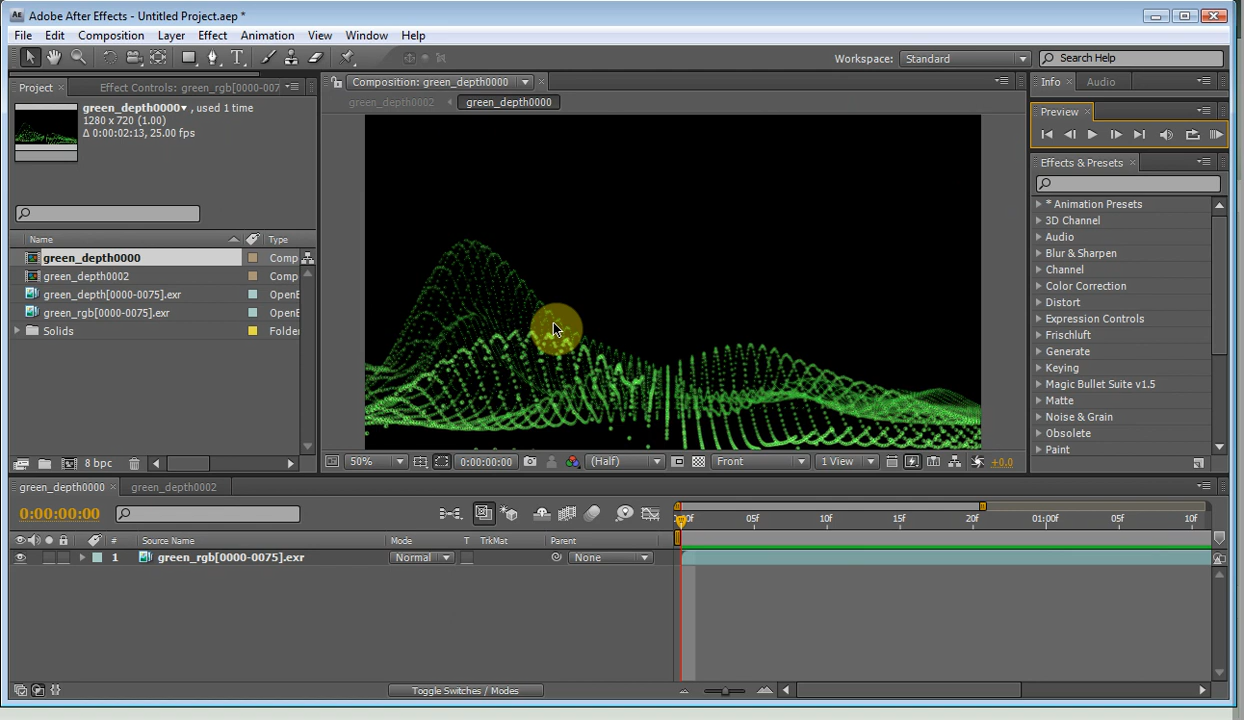 Adobe After Effects - Untitled Project.aep *
File Edit Composition Layer Effect Animation View Window Help
Workspace: Standard Search Help
Project Effect Controls: green_rgb[0000-007
green_depth0000▾ , used 1 time
1280 x 720 (1.00)
Δ 0:00:02:13, 25.00 fps
Name Type
green_depth0000 Comp
green_depth0002 Comp
green_depth[0000-0075].exr OpenE
green_rgb[0000-0075].exr OpenE
Solids Folder
8 bpc
Composition: green_depth0000
green_depth0002 green_depth0000
50% 0:00:00:00 (Half) Front 1 View +0.0
Info Audio
Preview
Effects & Presets
* Animation Presets
3D Channel
Audio
Blur & Sharpen
Channel
Color Correction
Distort
Expression Controls
Frischluft
Generate
Keying
Magic Bullet Suite v1.5
Matte
Noise & Grain
Obsolete
Paint
green_depth0000 green_depth0002
0:00:00:00
05f 10f 15f 20f 01:00f 05f 10f
# Source Name Mode T TrkMat Parent
1 green_rgb[0000-0075].exr Normal None
Toggle Switches / Modes